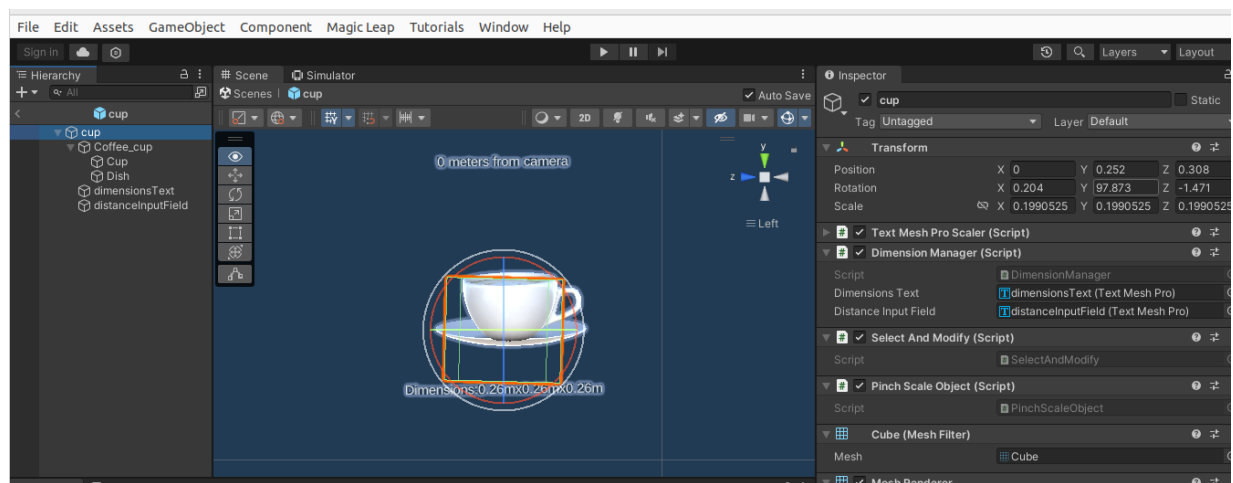 File Edit Assets GameObject Component Magic Leap Tutorials Window Help
Sign in Layers Layout
Hierarchy Scene Simulator Inspector
All Scenes cup Auto Save cup Static
cup 2D Tag Untagged Layer Default
cup
Coffee_cup
Cup
Dish
dimensionsText
distanceInputField
0 meters from camera
y
z
Left
Dimensions:0.26mx0.26mx0.26m
Transform
Position X 0 Y 0.252 Z 0.308
Rotation X 0.204 Y 97.873 Z -1.471
Scale X 0.1990525 Y 0.1990525 Z 0.1990525
Text Mesh Pro Scaler (Script)
Dimension Manager (Script)
Script DimensionManager
Dimensions Text dimensionsText (Text Mesh Pro)
Distance Input Field distanceInputField (Text Mesh Pro)
Select And Modify (Script)
Script SelectAndModify
Pinch Scale Object (Script)
Script PinchScaleObject
Cube (Mesh Filter)
Mesh Cube
Mesh Renderer